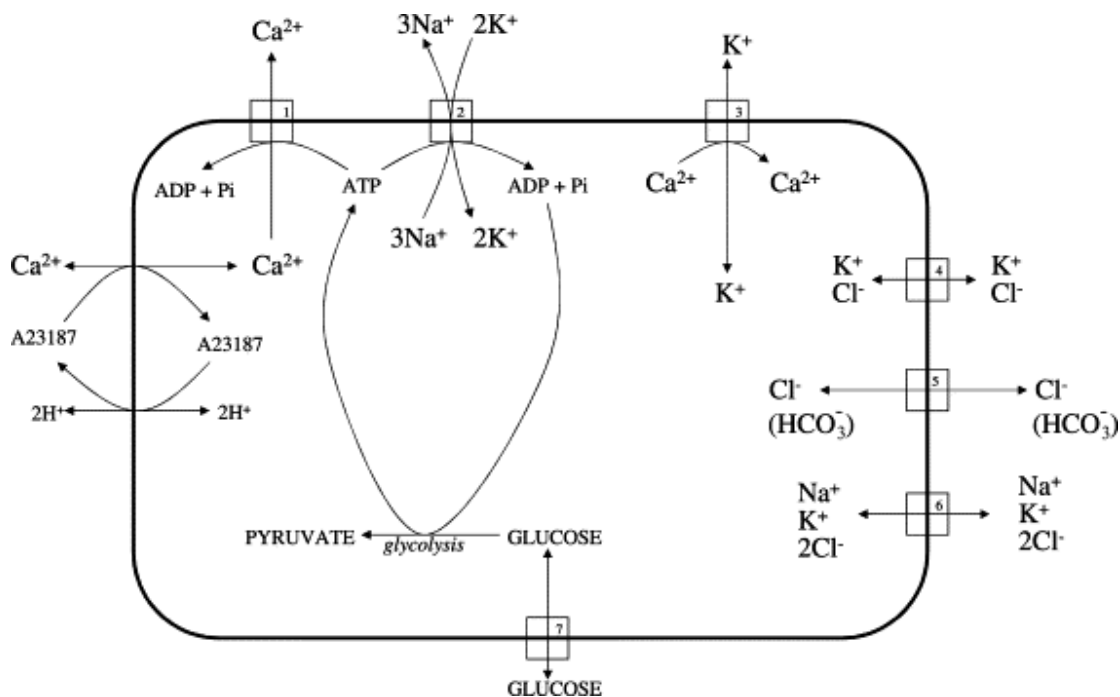 Ca²⁺
3Na⁺ 2K⁺
K⁺
1
2
3
ADP + Pi
ATP
ADP + Pi
Ca²⁺
Ca²⁺
3Na⁺
2K⁺
Ca²⁺
Ca²⁺
K⁺
K⁺
Cl⁻
4
K⁺
Cl⁻
A23187
A23187
2H⁺
2H⁺
Cl⁻
(HCO₃⁻)
5
Cl⁻
(HCO₃⁻)
Na⁺
K⁺
2Cl⁻
6
Na⁺
K⁺
2Cl⁻
PYRUVATE
glycolysis
GLUCOSE
7
GLUCOSE